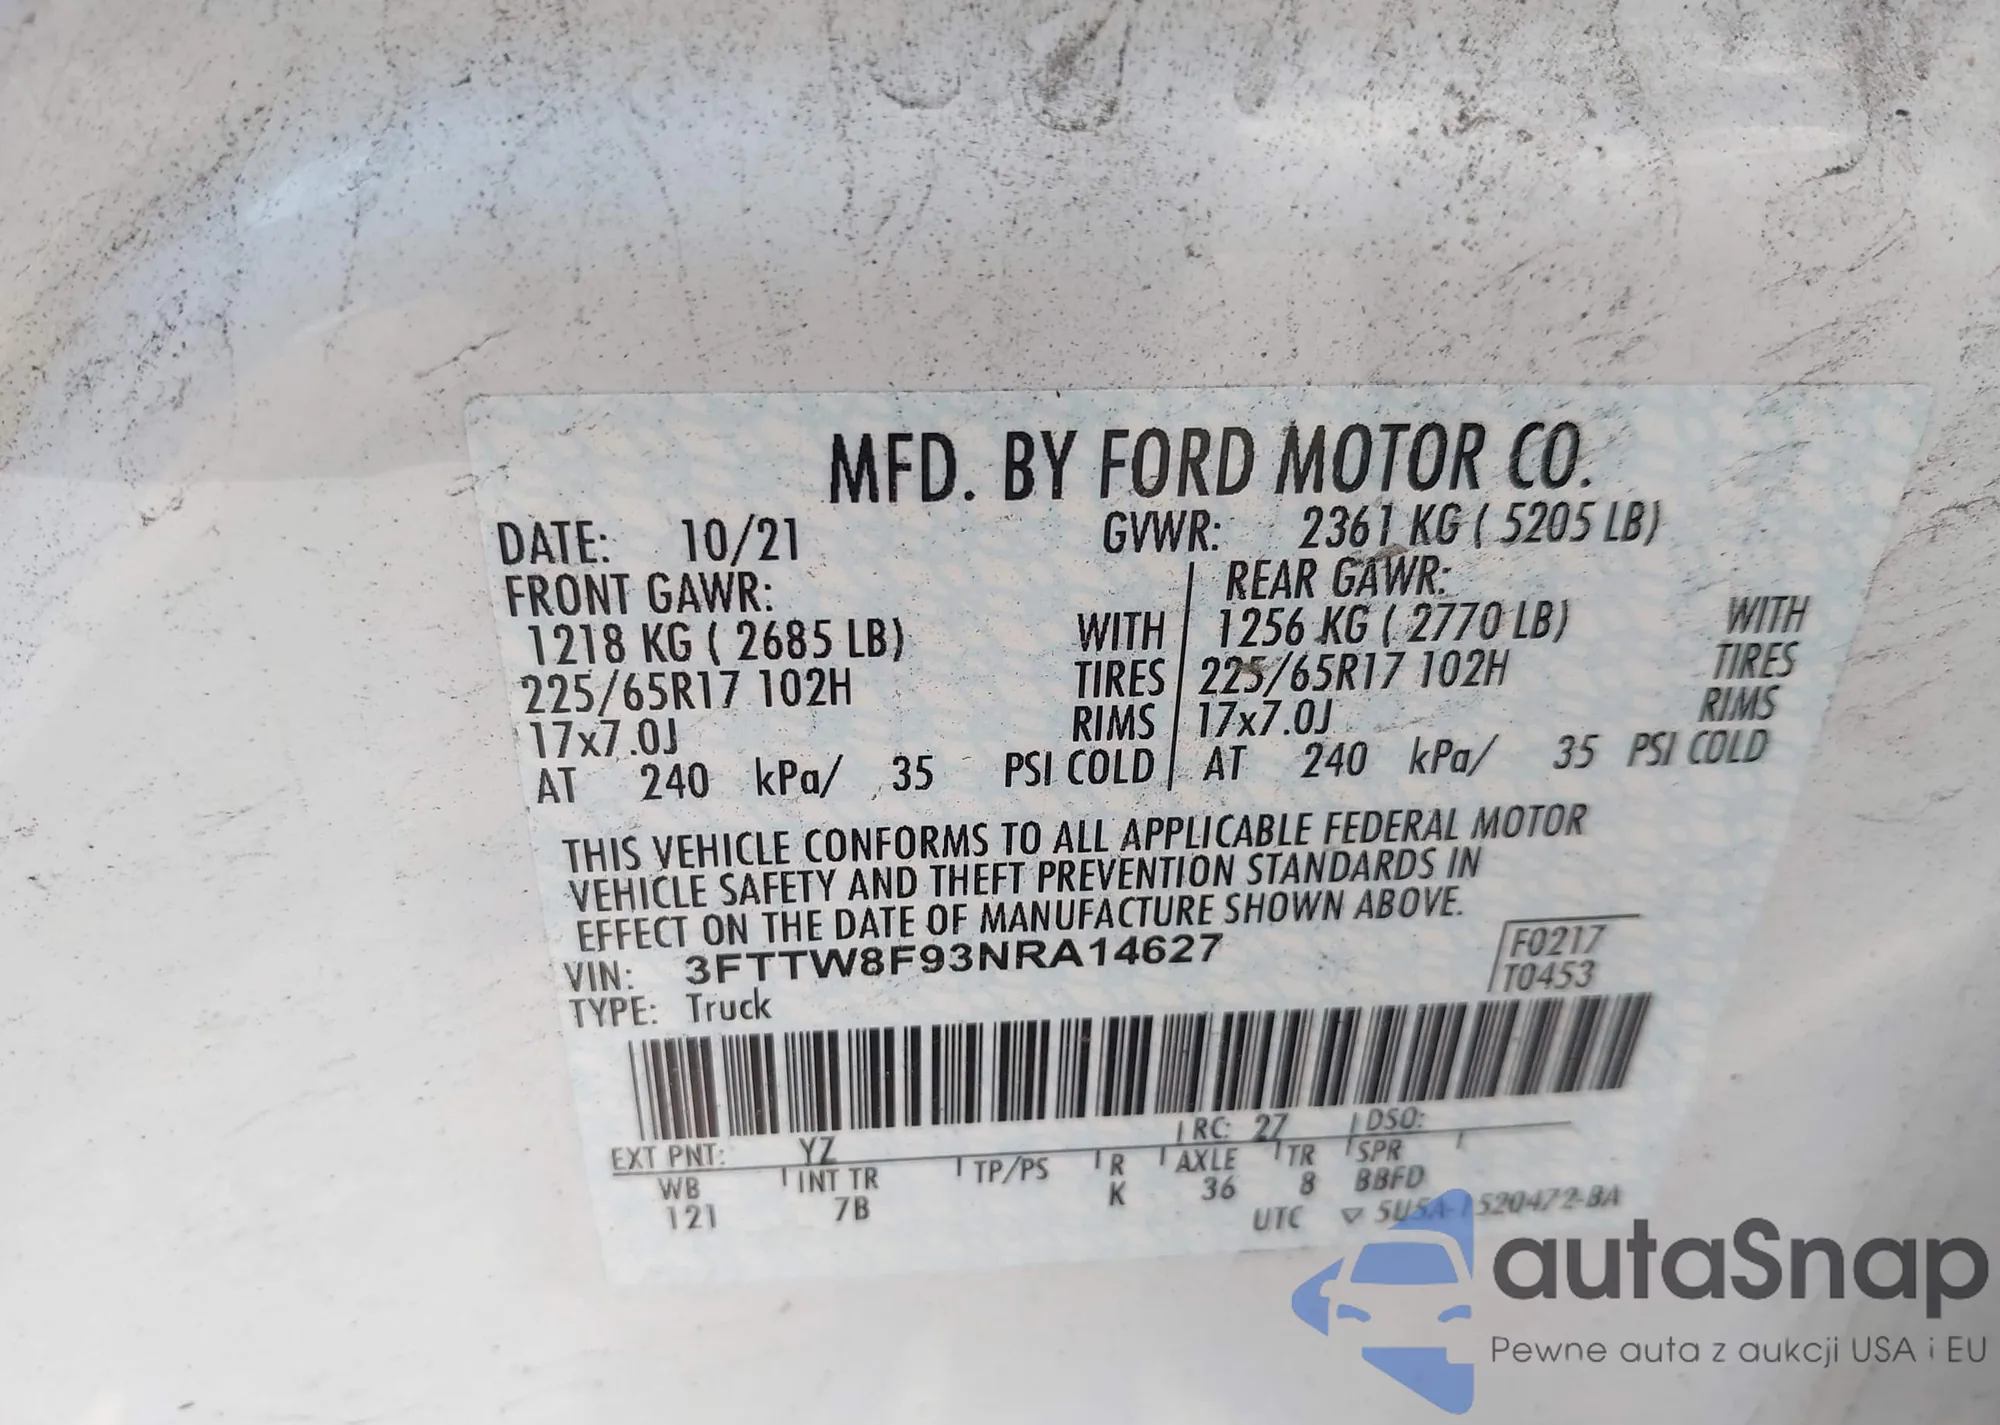 MFD. BY FORD MOTOR CO.
DATE: 10/21 GVWR: 2361 KG ( 5205 LB)
FRONT GAWR: REAR GAWR:
1218 KG ( 2685 LB) WITH 1256 KG ( 2770 LB) WITH
225/65R17 102H TIRES 225/65R17 102H TIRES
17x7.0J RIMS 17x7.0J RIMS
AT 240 kPa/ 35 PSI COLD AT 240 kPa/ 35 PSI COLD
THIS VEHICLE CONFORMS TO ALL APPLICABLE FEDERAL MOTOR
VEHICLE SAFETY AND THEFT PREVENTION STANDARDS IN
EFFECT ON THE DATE OF MANUFACTURE SHOWN ABOVE.
VIN: 3FTTW8F93NRA14627 F0217
TYPE: Truck T0453
EXT PNT: YZ RC: 27 DSO:
WB INT TR TP/PS R AXLE TR SPR
121 7B K 36 8 BBFD
UTC
autaSnap
Pewne auta z aukcji USA i EU